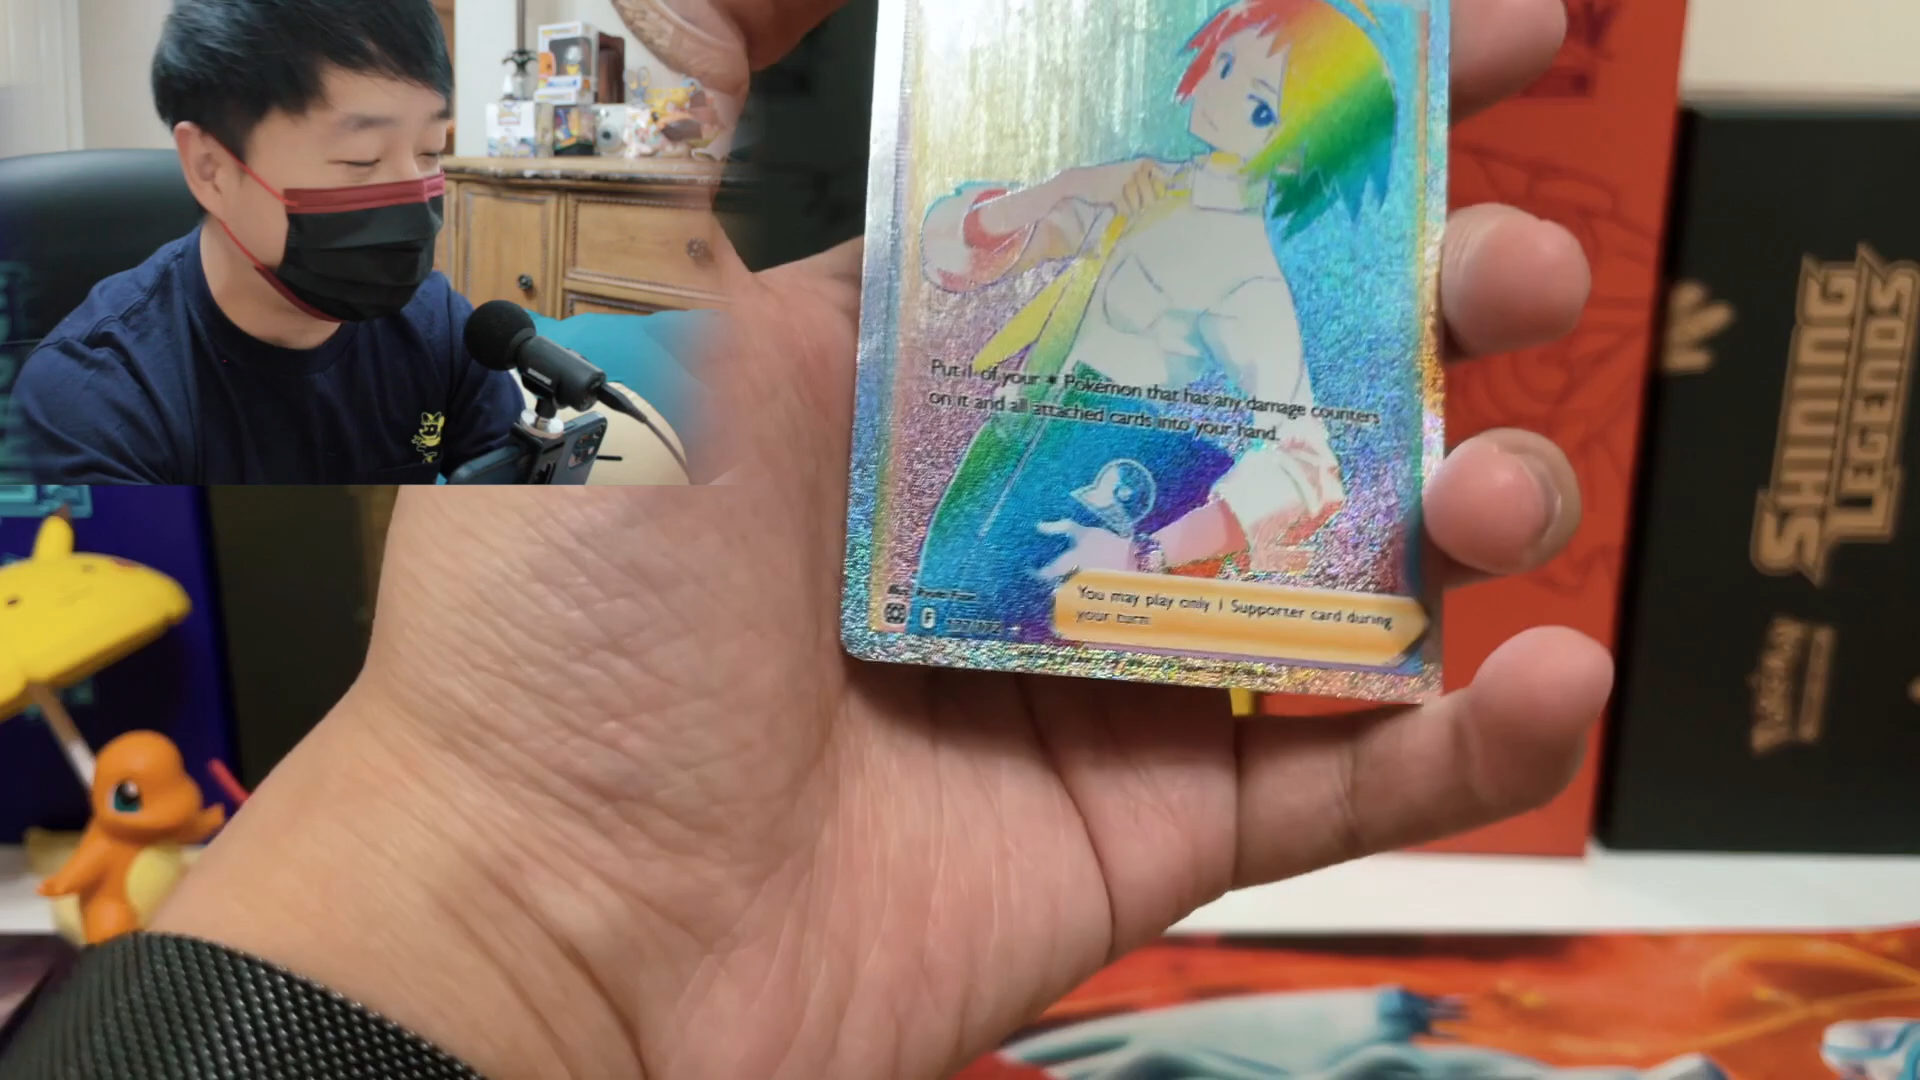 Put 1 of your Pokémon that has any damage counters
on it and all attached cards into your hand.
You may play only 1 Supporter card during
your turn.
SHINING
LEGENDS
Pokémon